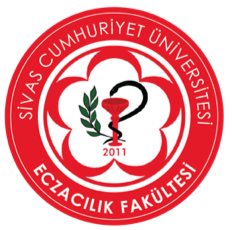 SİVAS CUMHURİYET ÜNİVERSİTESİ
2011
ECZACILIK FAKÜLTESİ